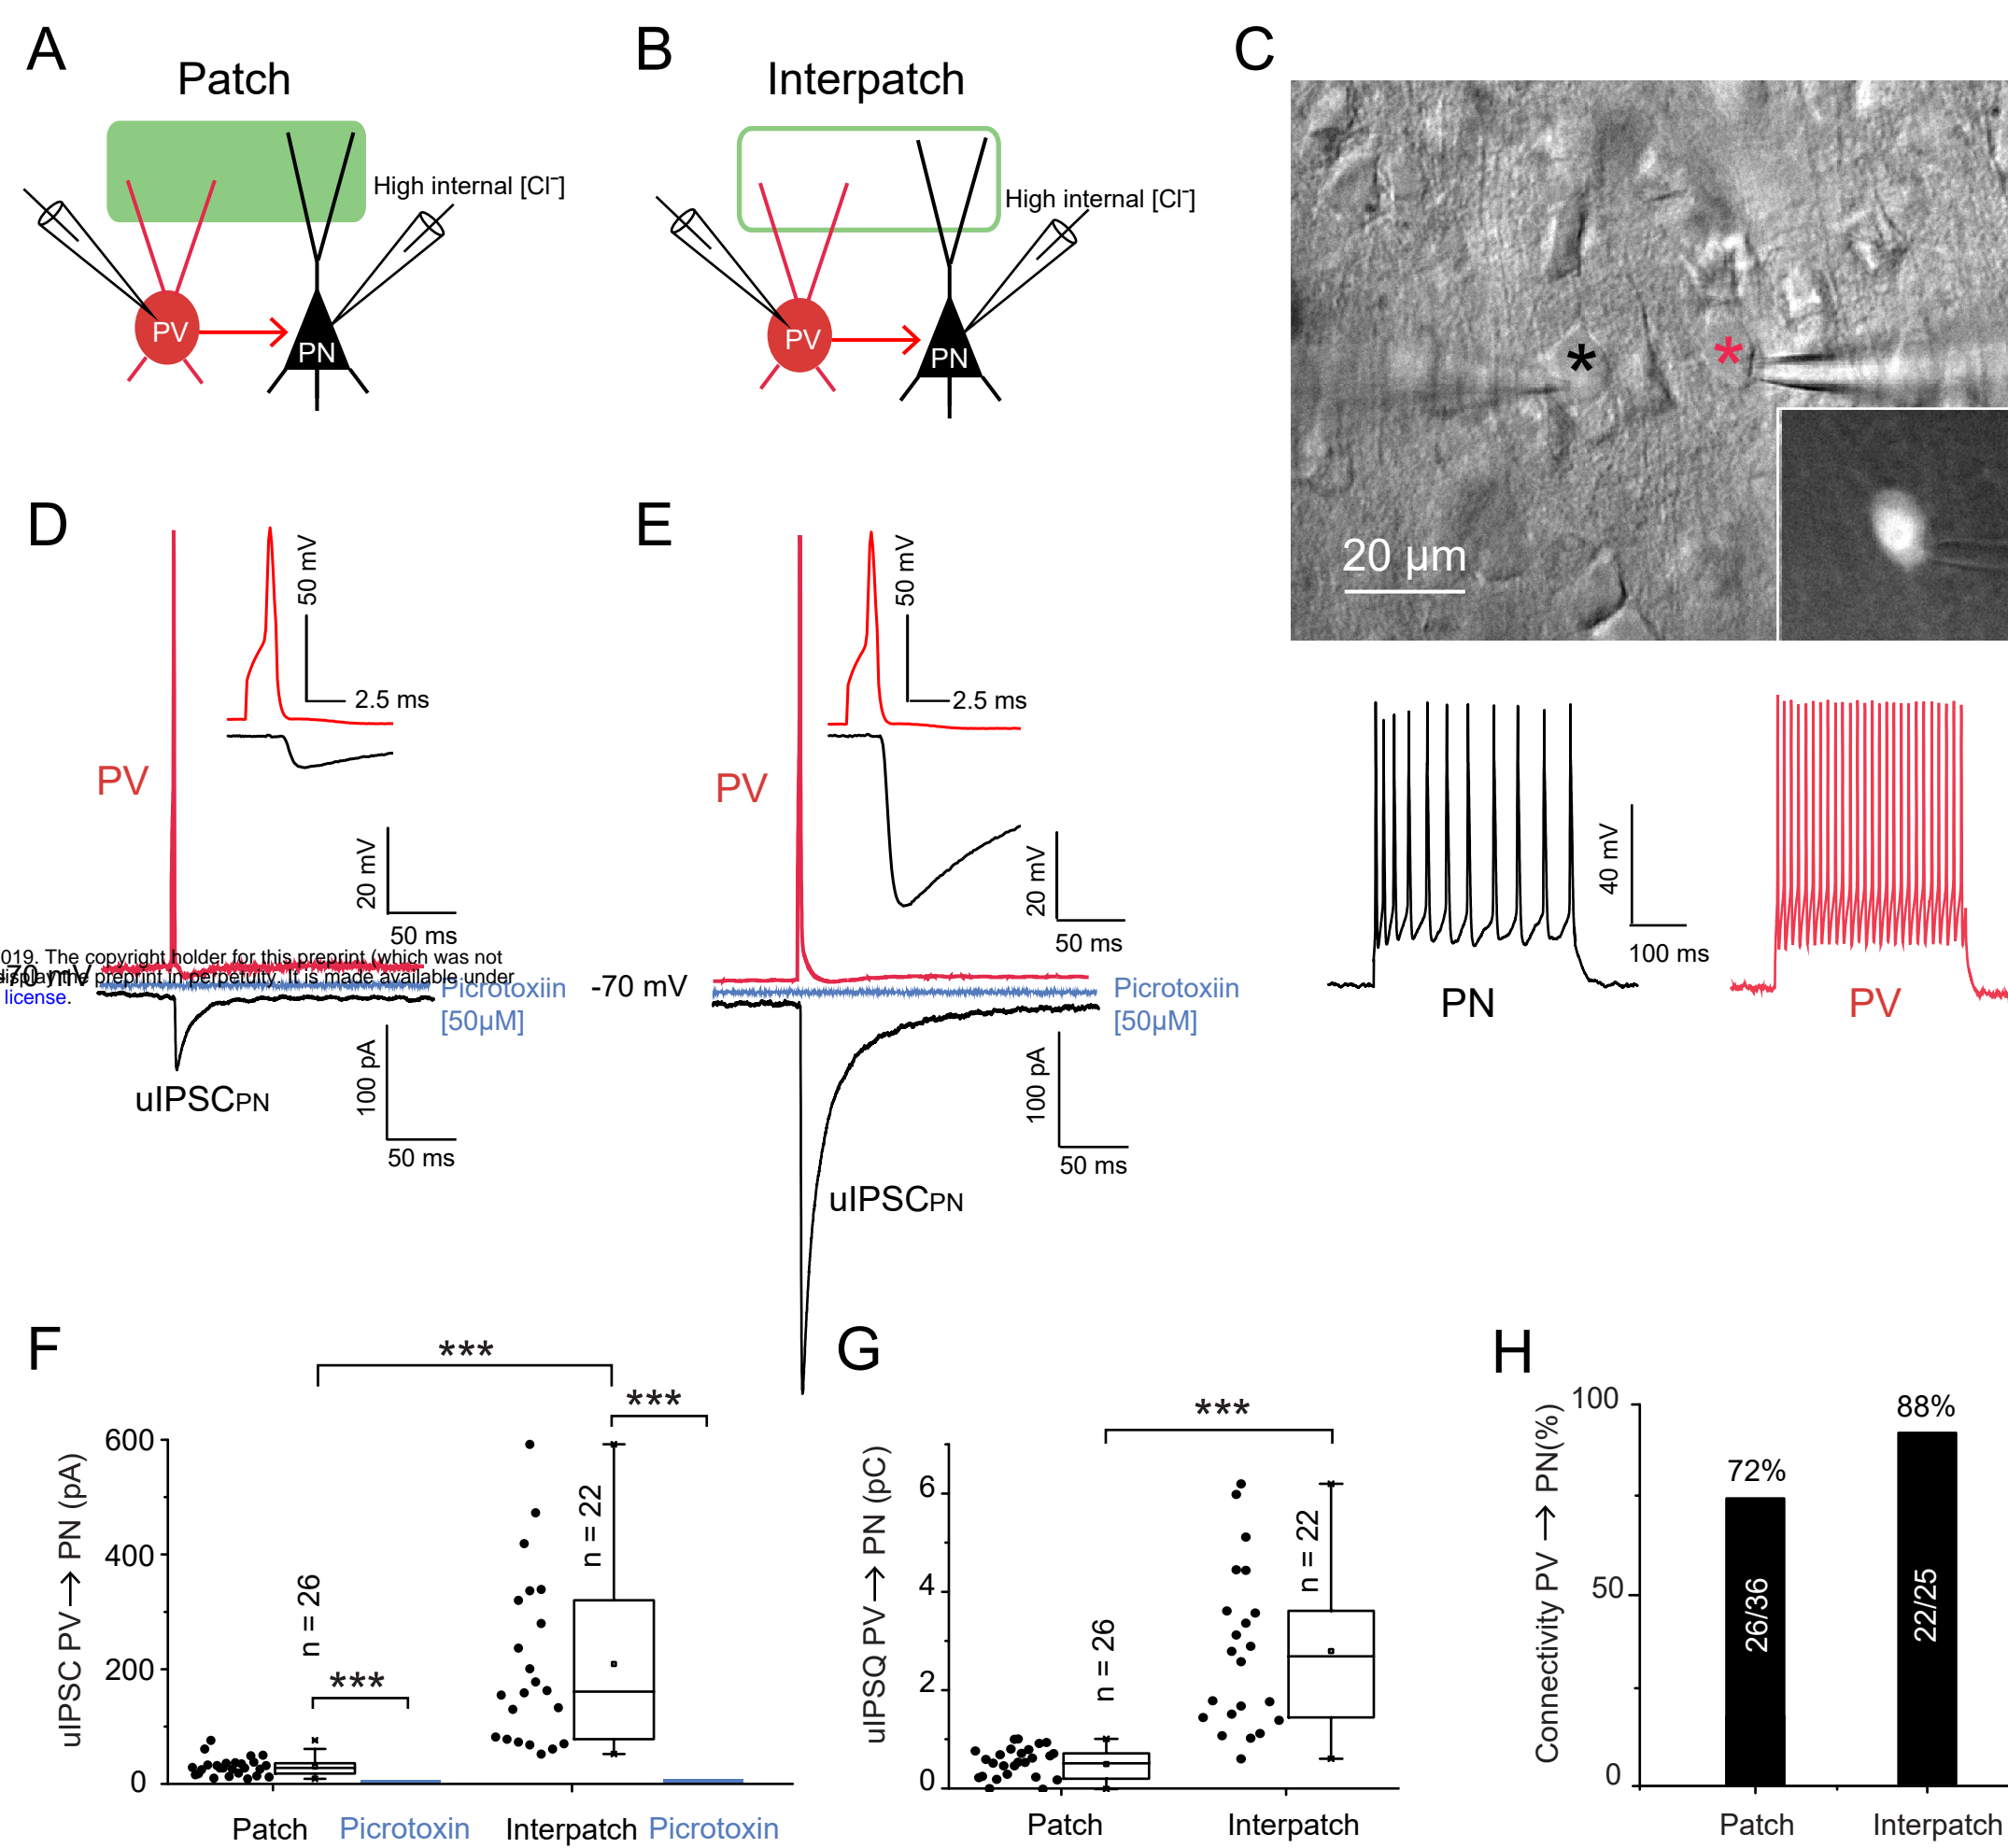 A
Patch
High internal [Cl⁻]
PV
PN
B
Interpatch
High internal [Cl⁻]
PV
PN
C
*
*
20 µm
40 mV
100 ms
PN
PV
D
50 mV
2.5 ms
PV
20 mV
50 ms
019. The copyright holder for this preprint (which was not
display the preprint in perpetuity. It is made available under
license.
-70 mV
Picrotoxiin
[50µM]
100 pA
50 ms
uIPSCPN
E
50 mV
2.5 ms
PV
20 mV
50 ms
-70 mV
Picrotoxiin
[50µM]
100 pA
50 ms
uIPSCPN
F
***
***
***
uIPSC PV→ PN (pA)
600
400
200
0
n = 26
n = 22
Patch
Picrotoxin
Interpatch
Picrotoxin
G
***
uIPSQ PV→ PN (pC)
6
4
2
0
n = 26
n = 22
Patch
Interpatch
H
Connectivity PV → PN(%)
100
50
0
72%
88%
26/36
22/25
Patch
Interpatch